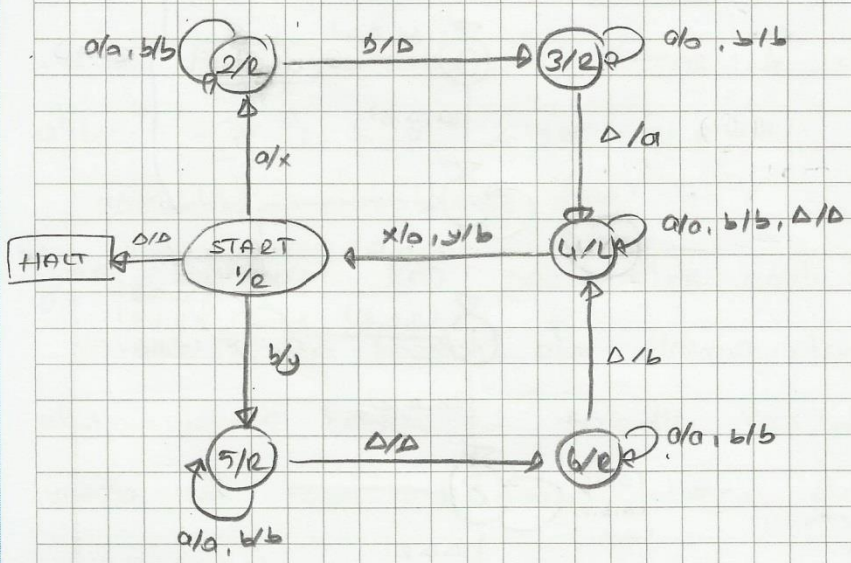 a/a, b/b
2/R
Δ/Δ
3/R
a/a, b/b
a/x
Δ/a
HALT
Δ/Δ
START
1/R
x/a, y/b
4/L
a/a, b/b, Δ/Δ
b/y
Δ/b
5/R
Δ/Δ
6/R
a/a, b/b
a/a, b/b